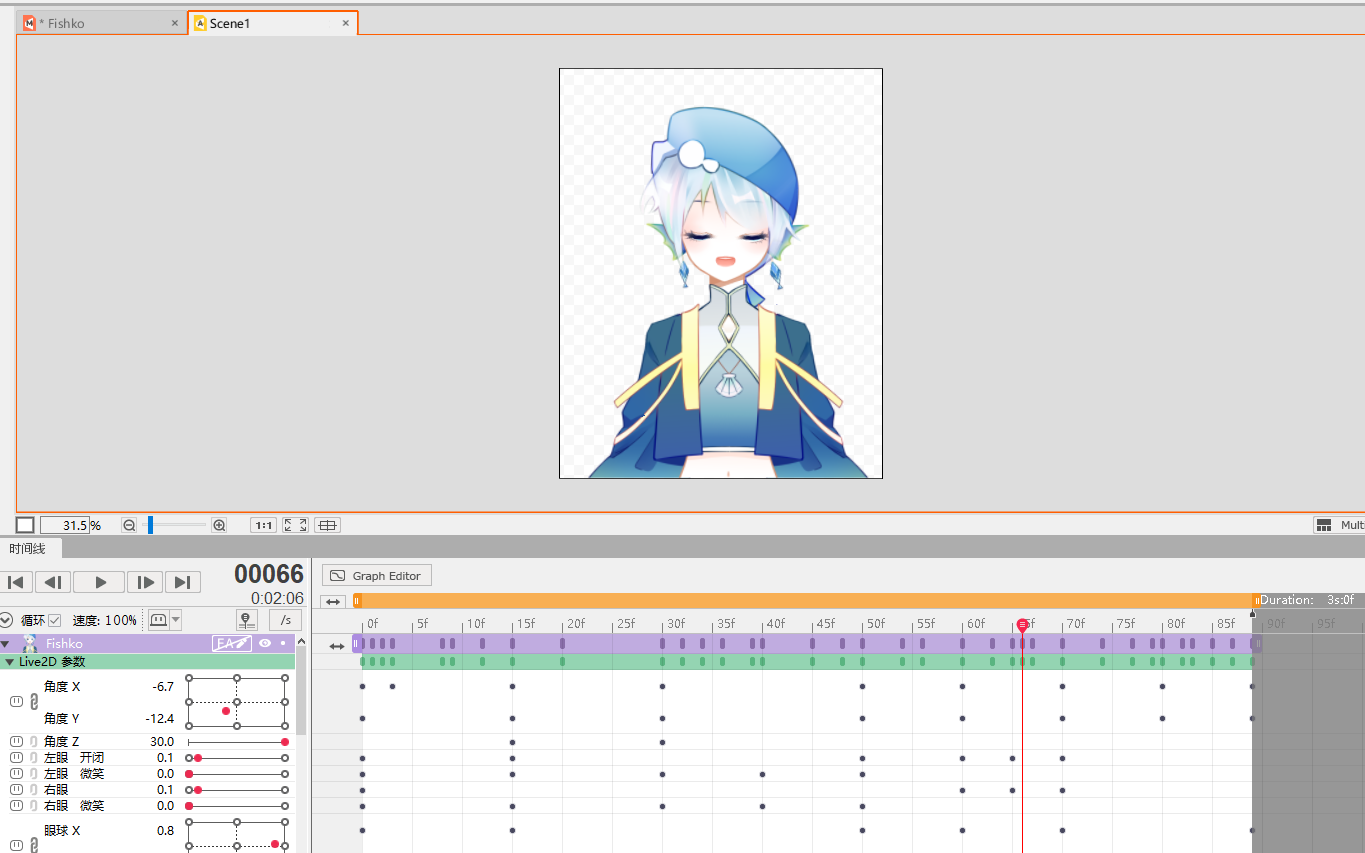 * Fishko × Scene1 ×
31.5 % 1:1 Multi
时间线
00066
0:02:06
Graph Editor
Duration: 3s:0f
循环 速度: 100% /s
0f 5f 10f 15f 20f 25f 30f 35f 40f 45f 50f 55f 60f 70f 75f 80f 85f 90f 95f
Fishko
Live2D 参数
角度 X -6.7
角度 Y -12.4
角度 Z 30.0
左眼 开闭 0.1
左眼 微笑 0.0
右眼 0.1
右眼 微笑 0.0
眼球 X 0.8